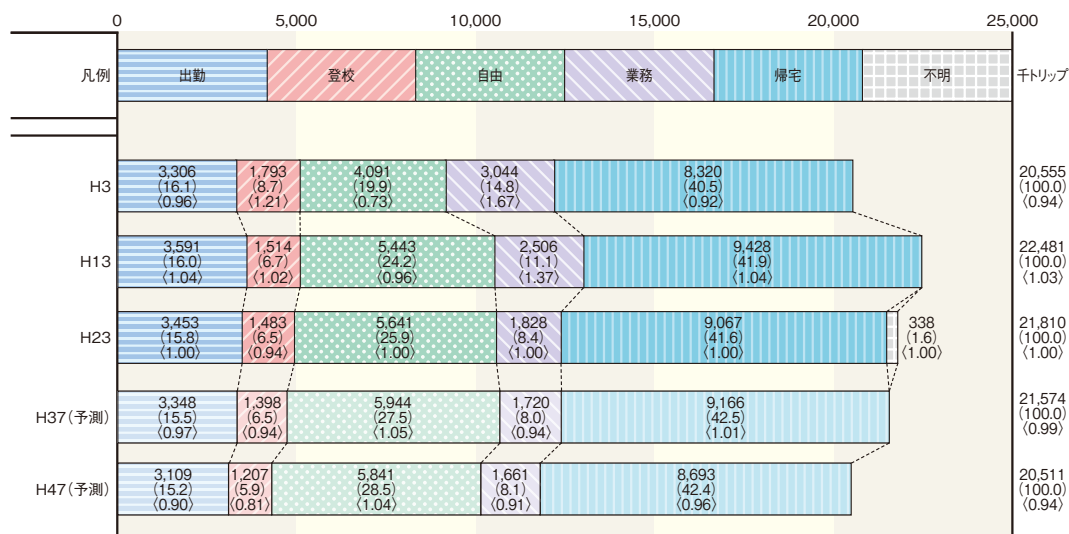 0 5,000 10,000 15,000 20,000 25,000
凡例 出勤 登校 自由 業務 帰宅 不明 千トリップ
3,306 1,793 4,091 3,044 8,320 20,555
H3 (16.1) (8.7) (19.9) (14.8) (40.5) (100.0)
〈0.96〉 〈1.21〉 〈0.73〉 〈1.67〉 〈0.92〉 〈0.94〉
3,591 1,514 5,443 2,506 9,428 22,481
H13 (16.0) (6.7) (24.2) (11.1) (41.9) (100.0)
〈1.04〉 〈1.02〉 〈0.96〉 〈1.37〉 〈1.04〉 〈1.03〉
3,453 1,483 5,641 1,828 9,067 338 21,810
H23 (15.8) (6.5) (25.9) (8.4) (41.6) (1.6) (100.0)
〈1.00〉 〈0.94〉 〈1.00〉 〈1.00〉 〈1.00〉 〈1.00〉 〈1.00〉
3,348 1,398 5,944 1,720 9,166 21,574
H37(予測) (15.5) (6.5) (27.5) (8.0) (42.5) (100.0)
〈0.97〉 〈0.94〉 〈1.05〉 〈0.94〉 〈1.01〉 〈0.99〉
3,109 1,207 5,841 1,661 8,693 20,511
H47(予測) (15.2) (5.9) (28.5) (8.1) (42.4) (100.0)
〈0.90〉 〈0.81〉 〈1.04〉 〈0.91〉 〈0.96〉 〈0.94〉